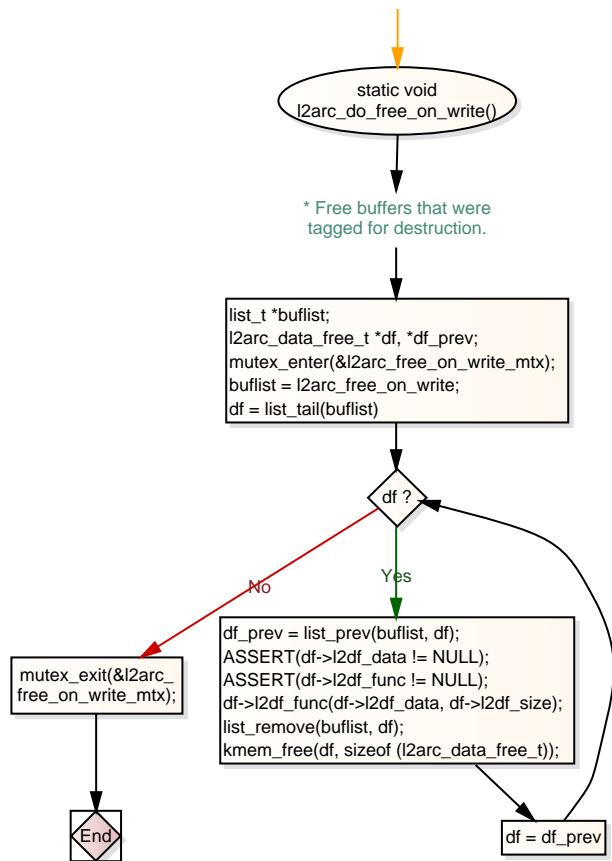 static void
l2arc_do_free_on_write()
* Free buffers that were
tagged for destruction.
list_t *buflist;
l2arc_data_free_t *df, *df_prev;
mutex_enter(&l2arc_free_on_write_mtx);
buflist = l2arc_free_on_write;
df = list_tail(buflist)
df ?
No
Yes
df_prev = list_prev(buflist, df);
ASSERT(df->l2df_data != NULL);
ASSERT(df->l2df_func != NULL);
df->l2df_func(df->l2df_data, df->l2df_size);
list_remove(buflist, df);
kmem_free(df, sizeof (l2arc_data_free_t));
mutex_exit(&l2arc_
free_on_write_mtx);
End
df = df_prev